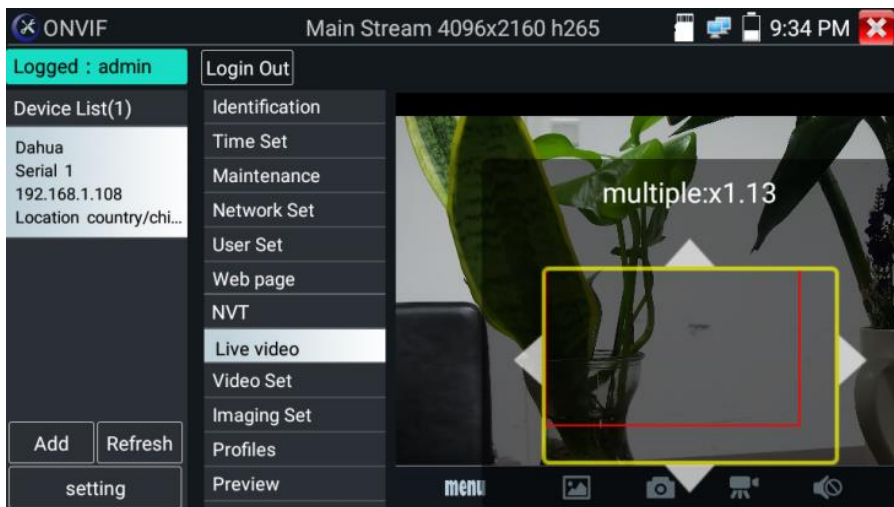 ONVIF
Main Stream 4096x2160 h265
9:34 PM
Logged : admin
Login Out
Device List(1)
Dahua
Serial 1
192.168.1.108
Location country/chi...
Add
Refresh
setting
Identification
Time Set
Maintenance
Network Set
User Set
Web page
NVT
Live video
Video Set
Imaging Set
Profiles
Preview
multiple:x1.13
menu